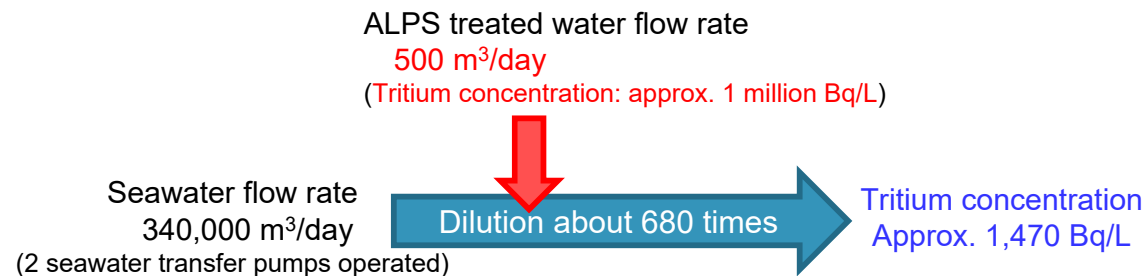 ALPS treated water flow rate
500 m³/day
(Tritium concentration: approx. 1 million Bq/L)
Seawater flow rate
340,000 m³/day
(2 seawater transfer pumps operated)
Dilution about 680 times
Tritium concentration
Approx. 1,470 Bq/L